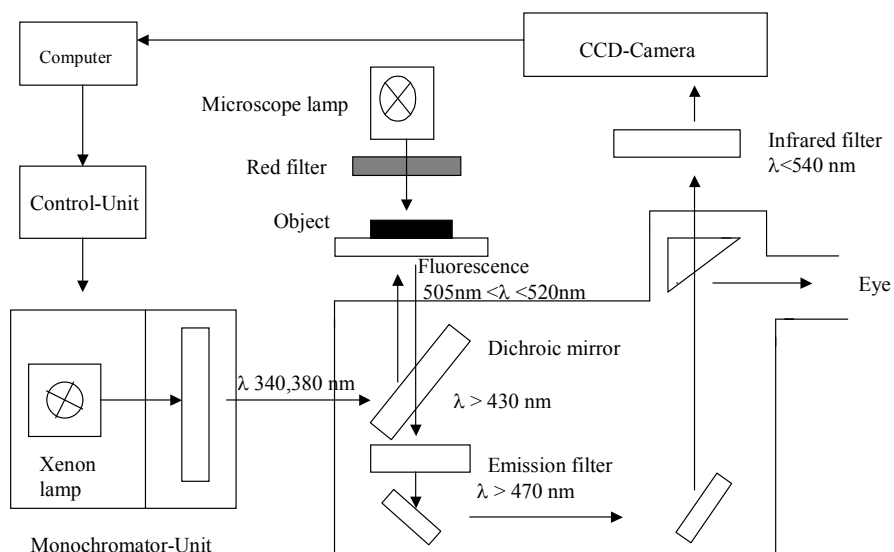 Computer
CCD-Camera
Microscope lamp
Infrared filter
λ<540 nm
Red filter
Control-Unit
Object
Fluorescence
505nm <λ <520nm
Eye
Dichroic mirror
λ 340,380 nm
λ > 430 nm
Xenon
lamp
Emission filter
λ > 470 nm
Monochromator-Unit